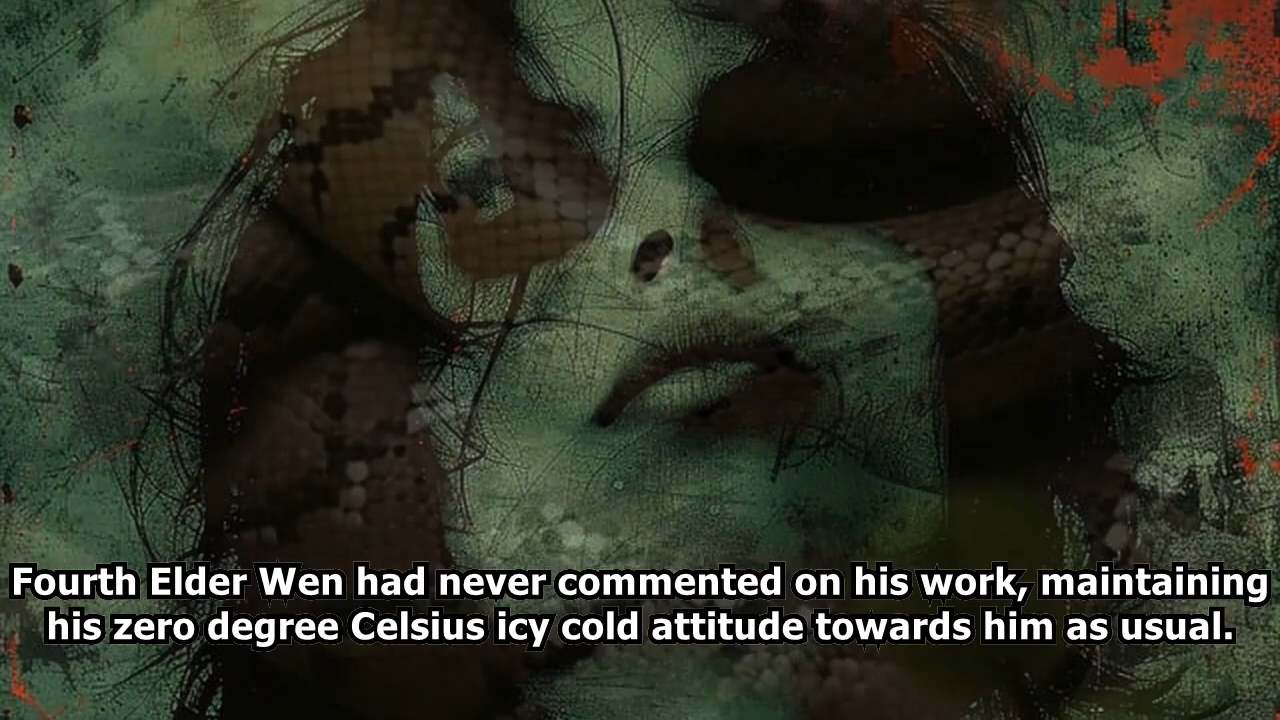 Fourth Elder Wen had never commented on his work, maintaining
his zero degree Celsius icy cold attitude towards him as usual.